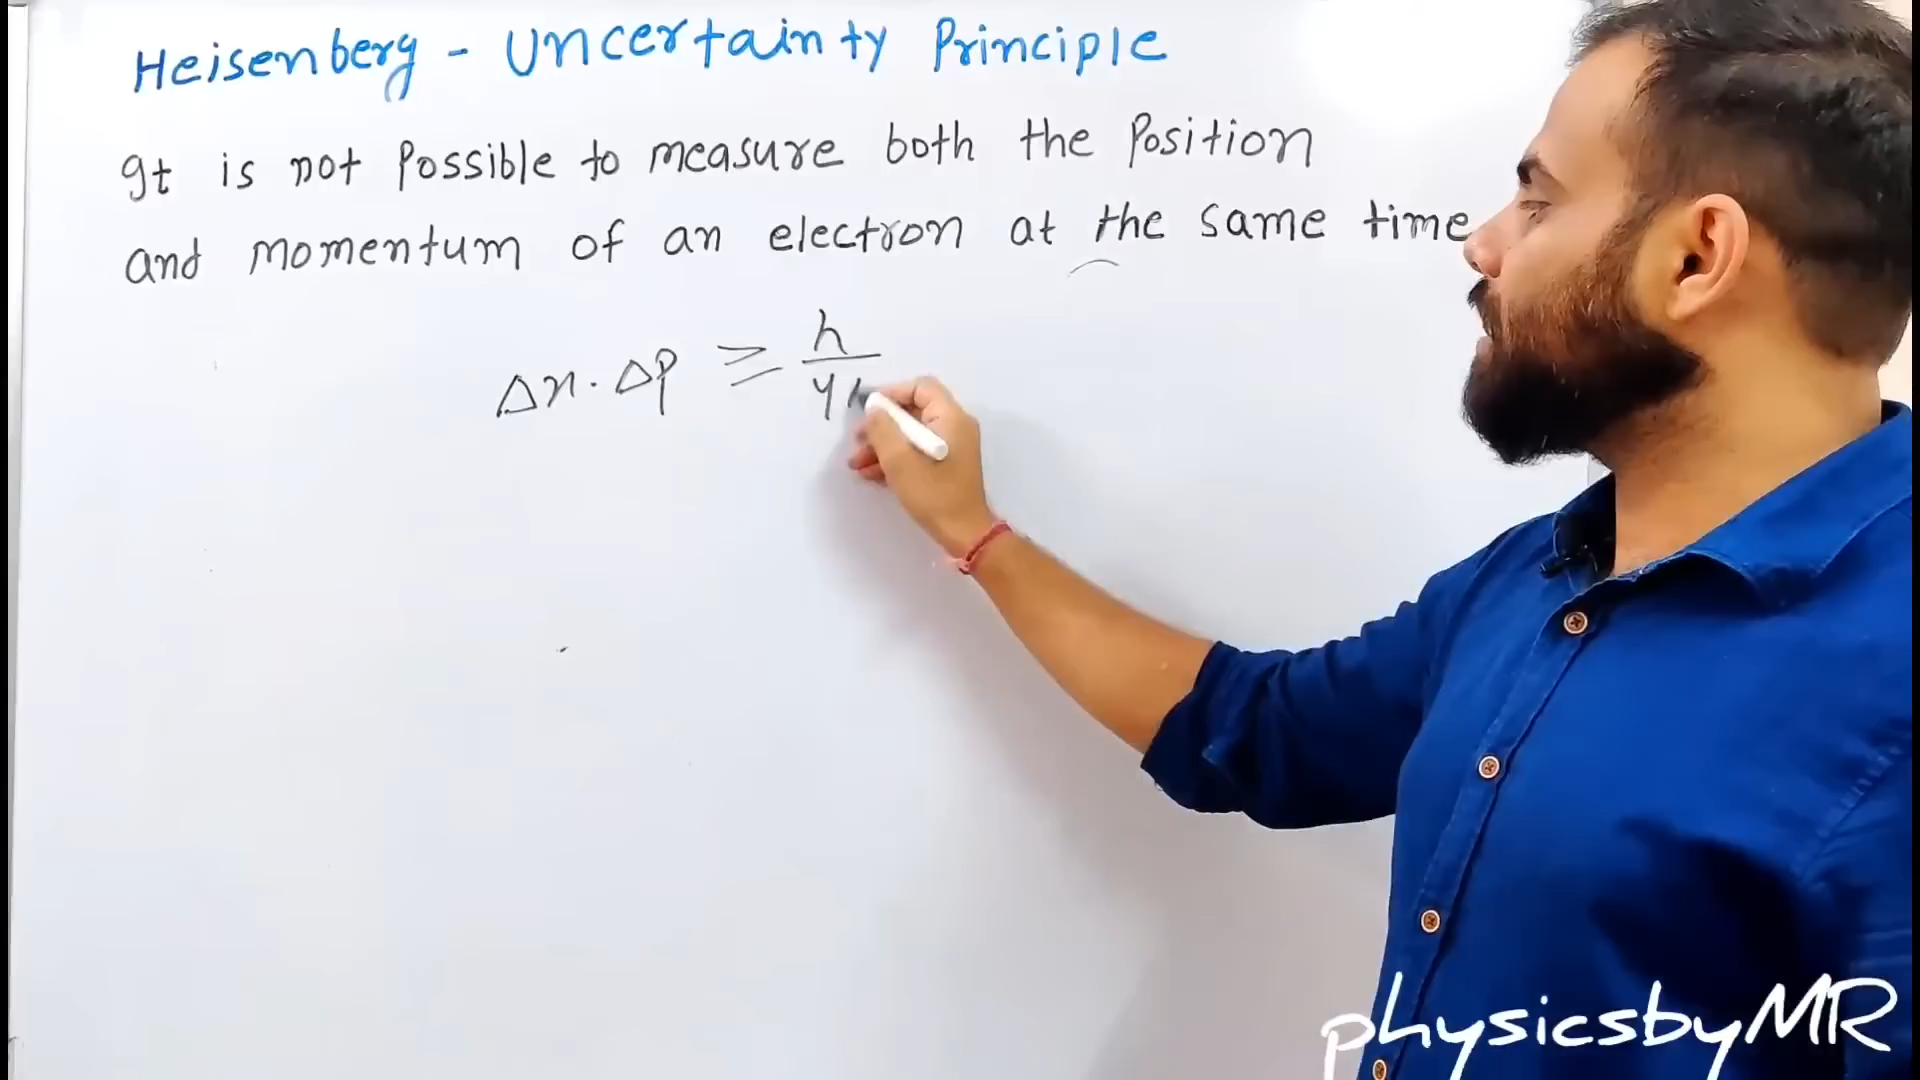 Heisenberg - Uncertainty Principle
It is not possible to measure both the Position
and momentum of an electron at the same time
Δx . Δp ≥ h
4
physicsbyMR